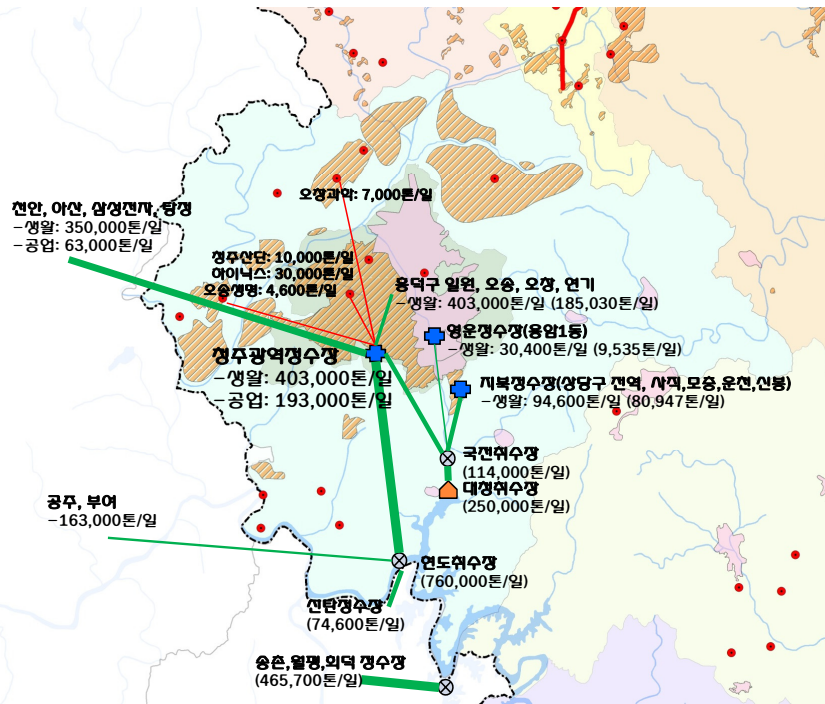 오창과학: 7,000톤/일
천안, 아산, 삼성전자, 탕정
-생활: 350,000톤/일
-공업: 63,000톤/일
청주산단: 10,000톤/일
하이닉스: 30,000톤/일
오송생명: 4,600톤/일
흥덕구 일원, 오송, 오창, 연기
-생활: 403,000톤/일 (185,030톤/일)
영운정수장(용암1동)
-생활: 30,400톤/일 (9,535톤/일)
청주광역정수장
-생활: 403,000톤/일
-공업: 193,000톤/일
지북정수장(상당구 전역, 사직,모충,운천,신봉)
-생활: 94,600톤/일 (80,947톤/일)
국전취수장
(114,000톤/일)
대청취수장
(250,000톤/일)
공주, 부여
-163,000톤/일
현도취수장
(760,000톤/일)
신탄정수장
(74,600톤/일)
송촌,월평,회덕 정수장
(465,700톤/일)